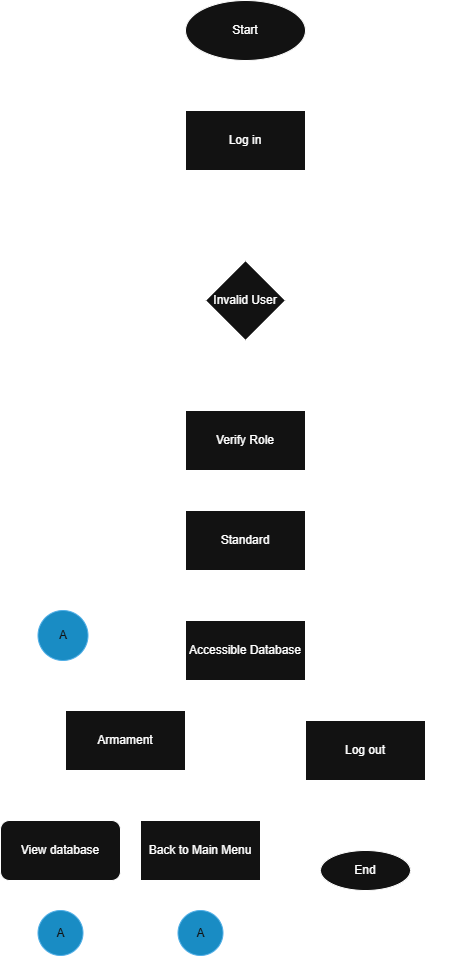 Start
Log in
Invalid User
Verify Role
Standard
A
Accessible Database
Armament
Log out
View database
Back to Main Menu
End
A
A